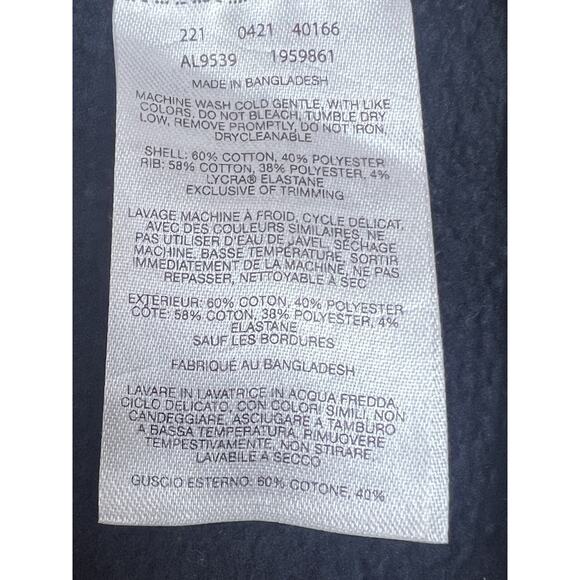 221 0421 40166
AL9539 1959861
MADE IN BANGLADESH
MACHINE WASH COLD GENTLE, WITH LIKE
COLORS, DO NOT BLEACH, TUMBLE DRY
LOW, REMOVE PROMPTLY, DO NOT IRON,
DRYCLEANABLE
SHELL: 60% COTTON, 40% POLYESTER
RIB: 58% COTTON, 38% POLYESTER, 4%
LYCRA® ELASTANE
EXCLUSIVE OF TRIMMING
LAVAGE MACHINE À FROID, CYCLE DÉLICAT,
AVEC DES COULEURS SIMILAIRES, NE
PAS UTILISER D'EAU DE JAVEL, SÉCHAGE
MACHINE, BASSE TEMPÉRATURE, SORTIR
IMMEDIATEMENT DE LA MACHINE, NE PAS
REPASSER, NETTOYABLE À SEC
EXTERIEUR: 60% COTON, 40% POLYESTER
CÔTE: 58% COTON, 38% POLYESTER, 4%
ELASTANE
SAUF LES BORDURES
FABRIQUE AU BANGLADESH
LAVARE IN LAVATRICE IN ACQUA FREDDA,
CICLO DELICATO, CON COLORI SIMILI, NON
CANDEGGIARE, ASCIUGARE A TAMBURO
A BASSA TEMPERATURA, RIMUOVERE
TEMPESTIVAMENTE, NON STIRARE,
LAVABILE A SECCO
GUSCIO ESTERNO: 60% COTONE, 40%